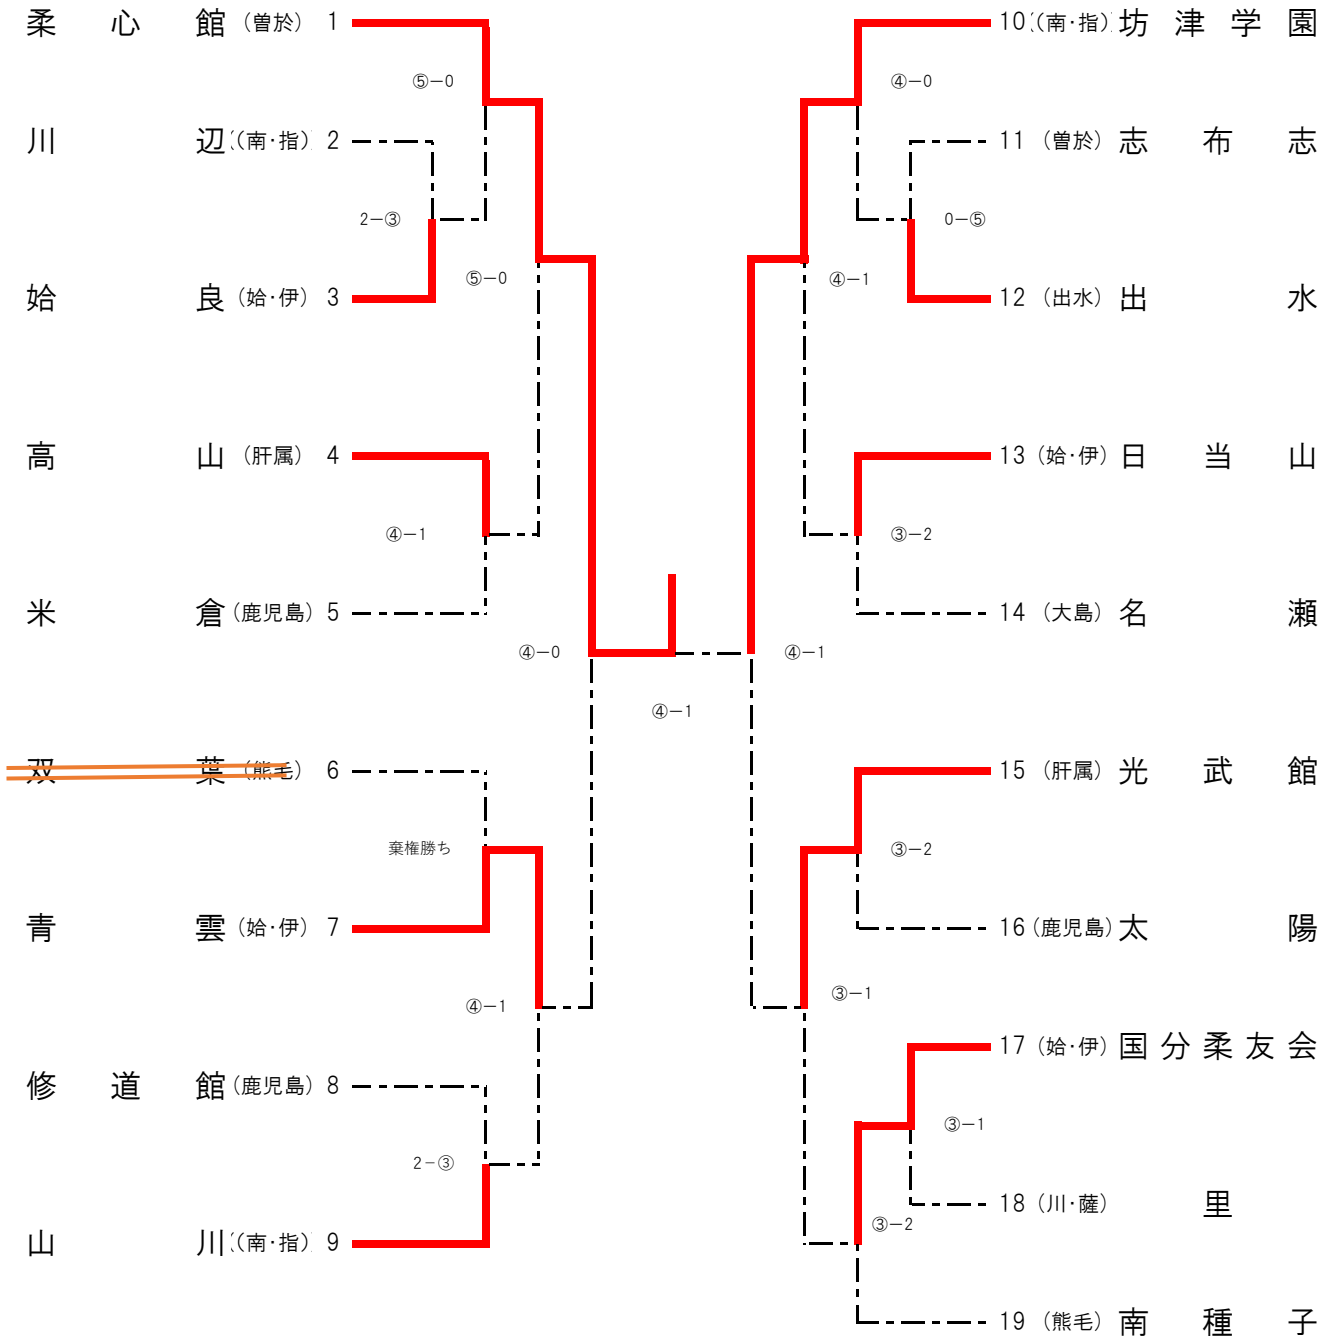 柔心館 (曽於) 1
⑤−0
川辺 (南・指) 2
2−③
⑤−0
始良 (始・伊) 3
高山 (肝属) 4
④−1
米倉 (鹿児島) 5
④−0
双葉 (熊毛) 6
棄権勝ち
青雲 (始・伊) 7
④−1
修道館 (鹿児島) 8
2−③
山川 (南・指) 9
④−1
10 (南・指) 坊津学園
④−0
11 (曽於) 志布志
0−⑤
④−1
12 (出水) 出水
13 (始・伊) 日当山
③−2
14 (大島) 名瀬
④−1
15 (肝属) 光武館
③−2
16 (鹿児島) 太陽
③−1
17 (始・伊) 国分柔友会
③−1
18 (川・薩) 里
③−2
19 (熊毛) 南種子